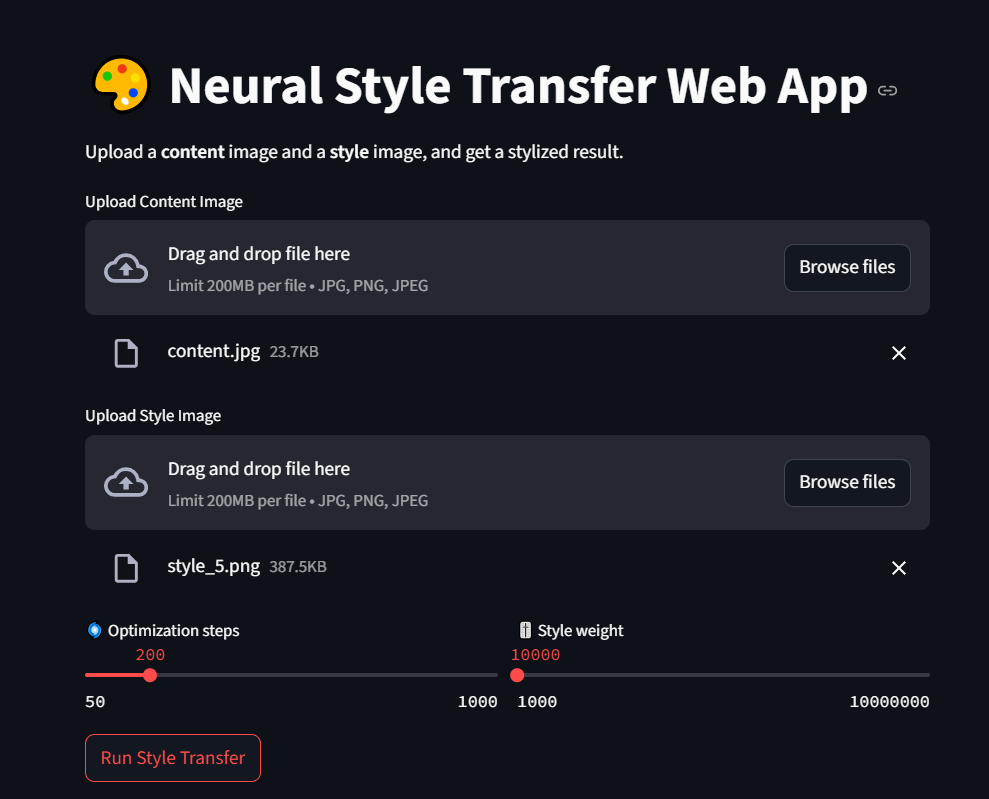 Neural Style Transfer Web App
Upload a content image and a style image, and get a stylized result.
Upload Content Image
Drag and drop file here
Limit 200MB per file • JPG, PNG, JPEG
Browse files
content.jpg 23.7KB
Upload Style Image
Drag and drop file here
Limit 200MB per file • JPG, PNG, JPEG
Browse files
style_5.png 387.5KB
Optimization steps
200
50 1000
Style weight
10000
1000 10000000
Run Style Transfer